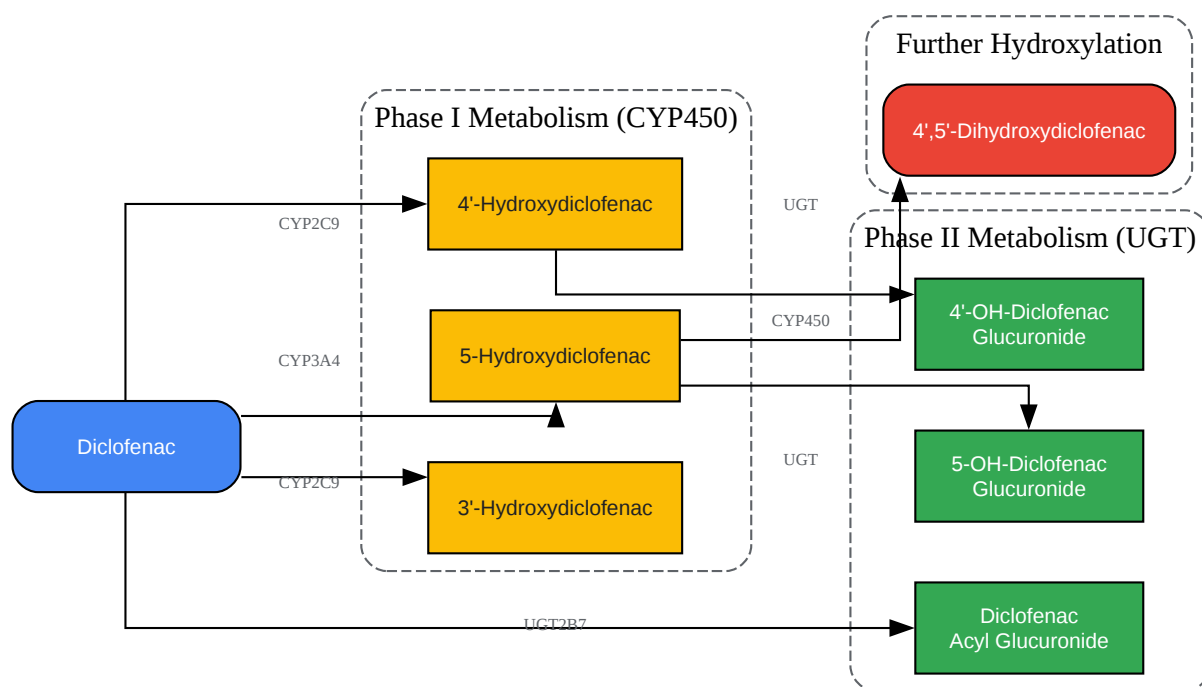 Further Hydroxylation
4',5'-Dihydroxydiclofenac
Phase I Metabolism (CYP450)
4'-Hydroxydiclofenac
UGT
CYP2C9
Phase II Metabolism (UGT)
4'-OH-Diclofenac
Glucuronide
CYP450
5-Hydroxydiclofenac
CYP3A4
Diclofenac
UGT
5-OH-Diclofenac
Glucuronide
CYP2C9
3'-Hydroxydiclofenac
UGT2B7
Diclofenac
Acyl Glucuronide